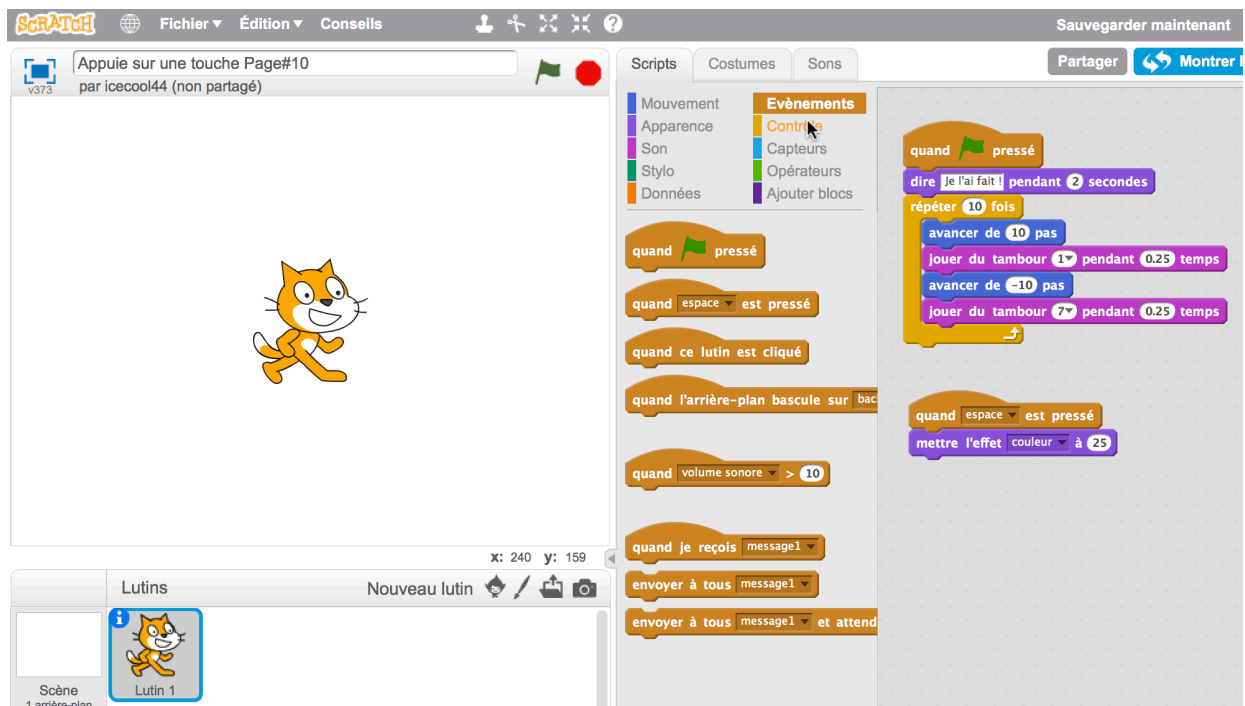 SCRATCH Fichier ▼ Édition ▼ Conseils Sauvegarder maintenant
v373
Appuie sur une touche Page#10
par icecool44 (non partagé)
x: 240 y: 159
Lutins Nouveau lutin
Scène
1 arrière-plan
Lutin 1
Scripts Costumes Sons
Partager Montrer
Mouvement Evènements
Apparence Contrôle
Son Capteurs
Stylo Opérateurs
Données Ajouter blocs
quand pressé
quand espace ▼ est pressé
quand ce lutin est cliqué
quand l'arrière-plan bascule sur bac
quand volume sonore ▼ > 10
quand je reçois message1 ▼
envoyer à tous message1 ▼
envoyer à tous message1 ▼ et attend
quand pressé
dire Je l'ai fait ! pendant 2 secondes
répéter 10 fois
avancer de 10 pas
jouer du tambour 1▼ pendant 0.25 temps
avancer de -10 pas
jouer du tambour 7▼ pendant 0.25 temps
quand espace ▼ est pressé
mettre l'effet couleur ▼ à 25